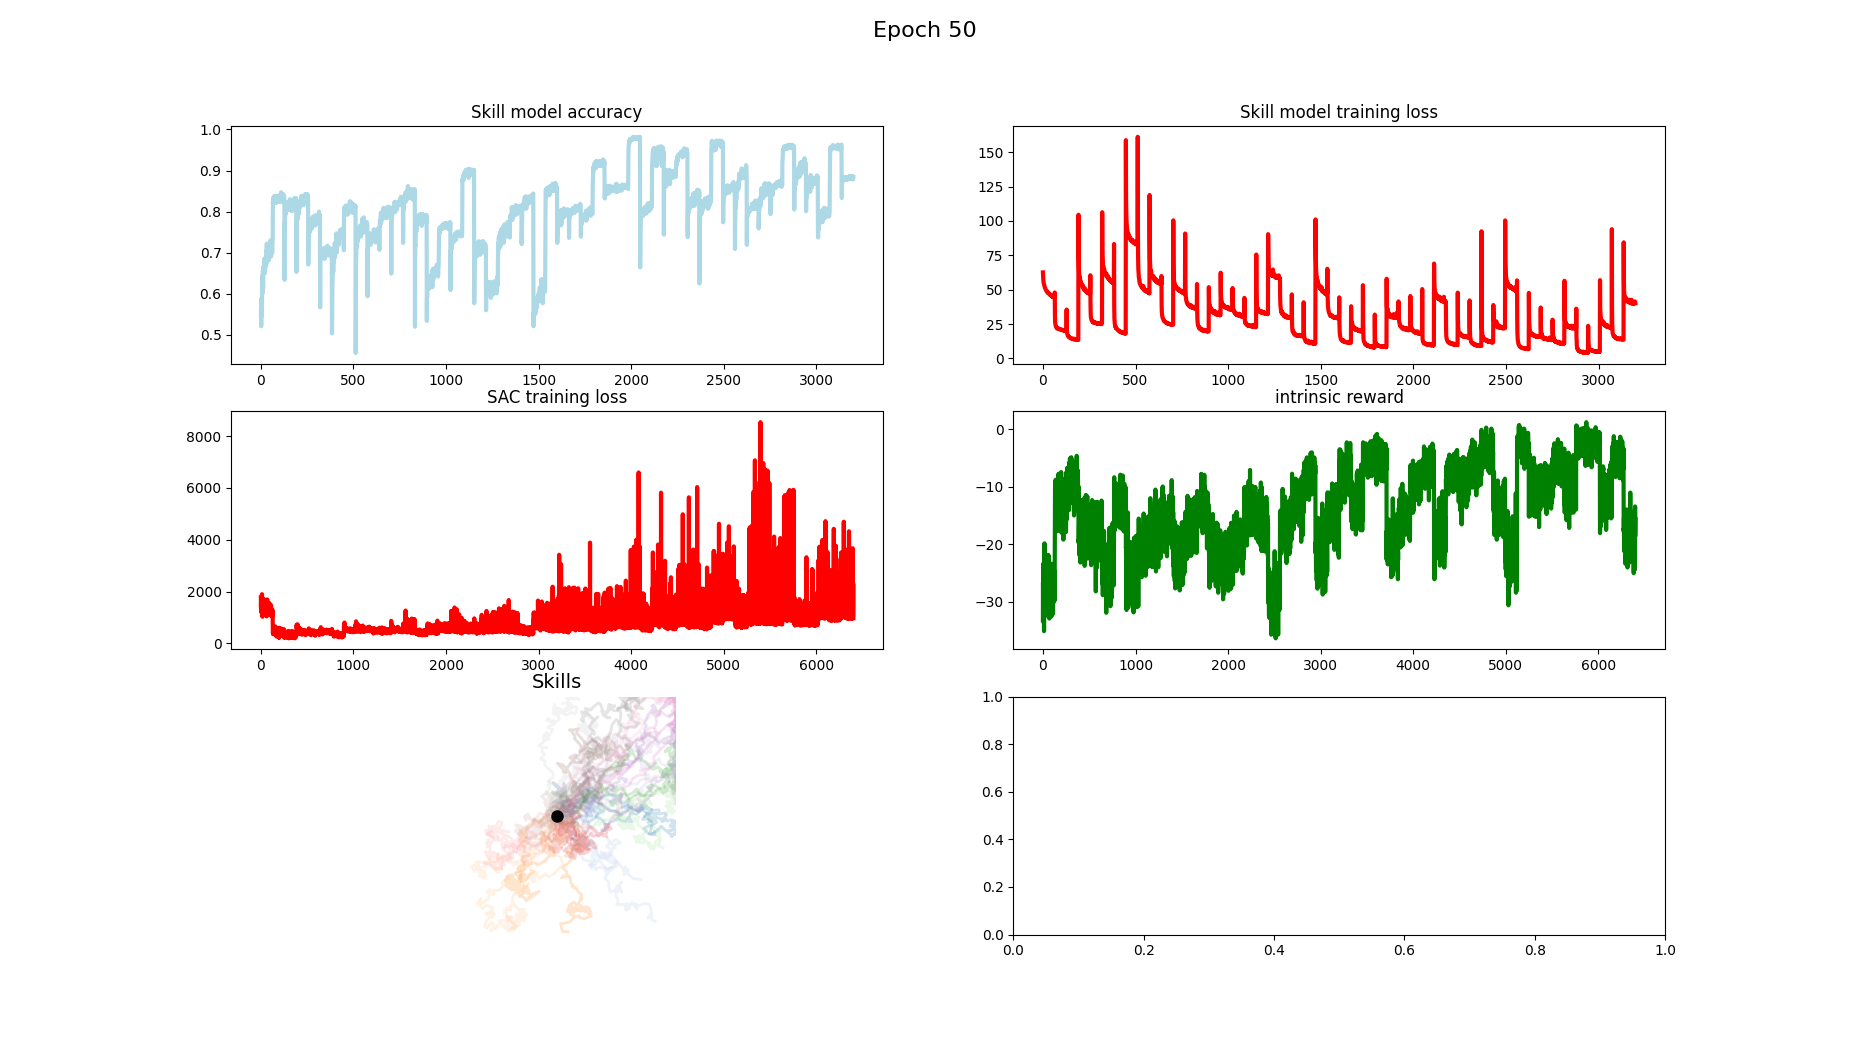 Epoch 50
Skill model accuracy
1.0
0.9
0.8
0.7
0.6
0.5
0 500 1000 1500 2000 2500 3000
Skill model training loss
150
125
100
75
50
25
0
0 500 1000 1500 2000 2500 3000
SAC training loss
8000
6000
4000
2000
0
0 1000 2000 3000 4000 5000 6000
intrinsic reward
0
−10
−20
−30
0 1000 2000 3000 4000 5000 6000
Skills
1.0
0.8
0.6
0.4
0.2
0.0
0.0 0.2 0.4 0.6 0.8 1.0